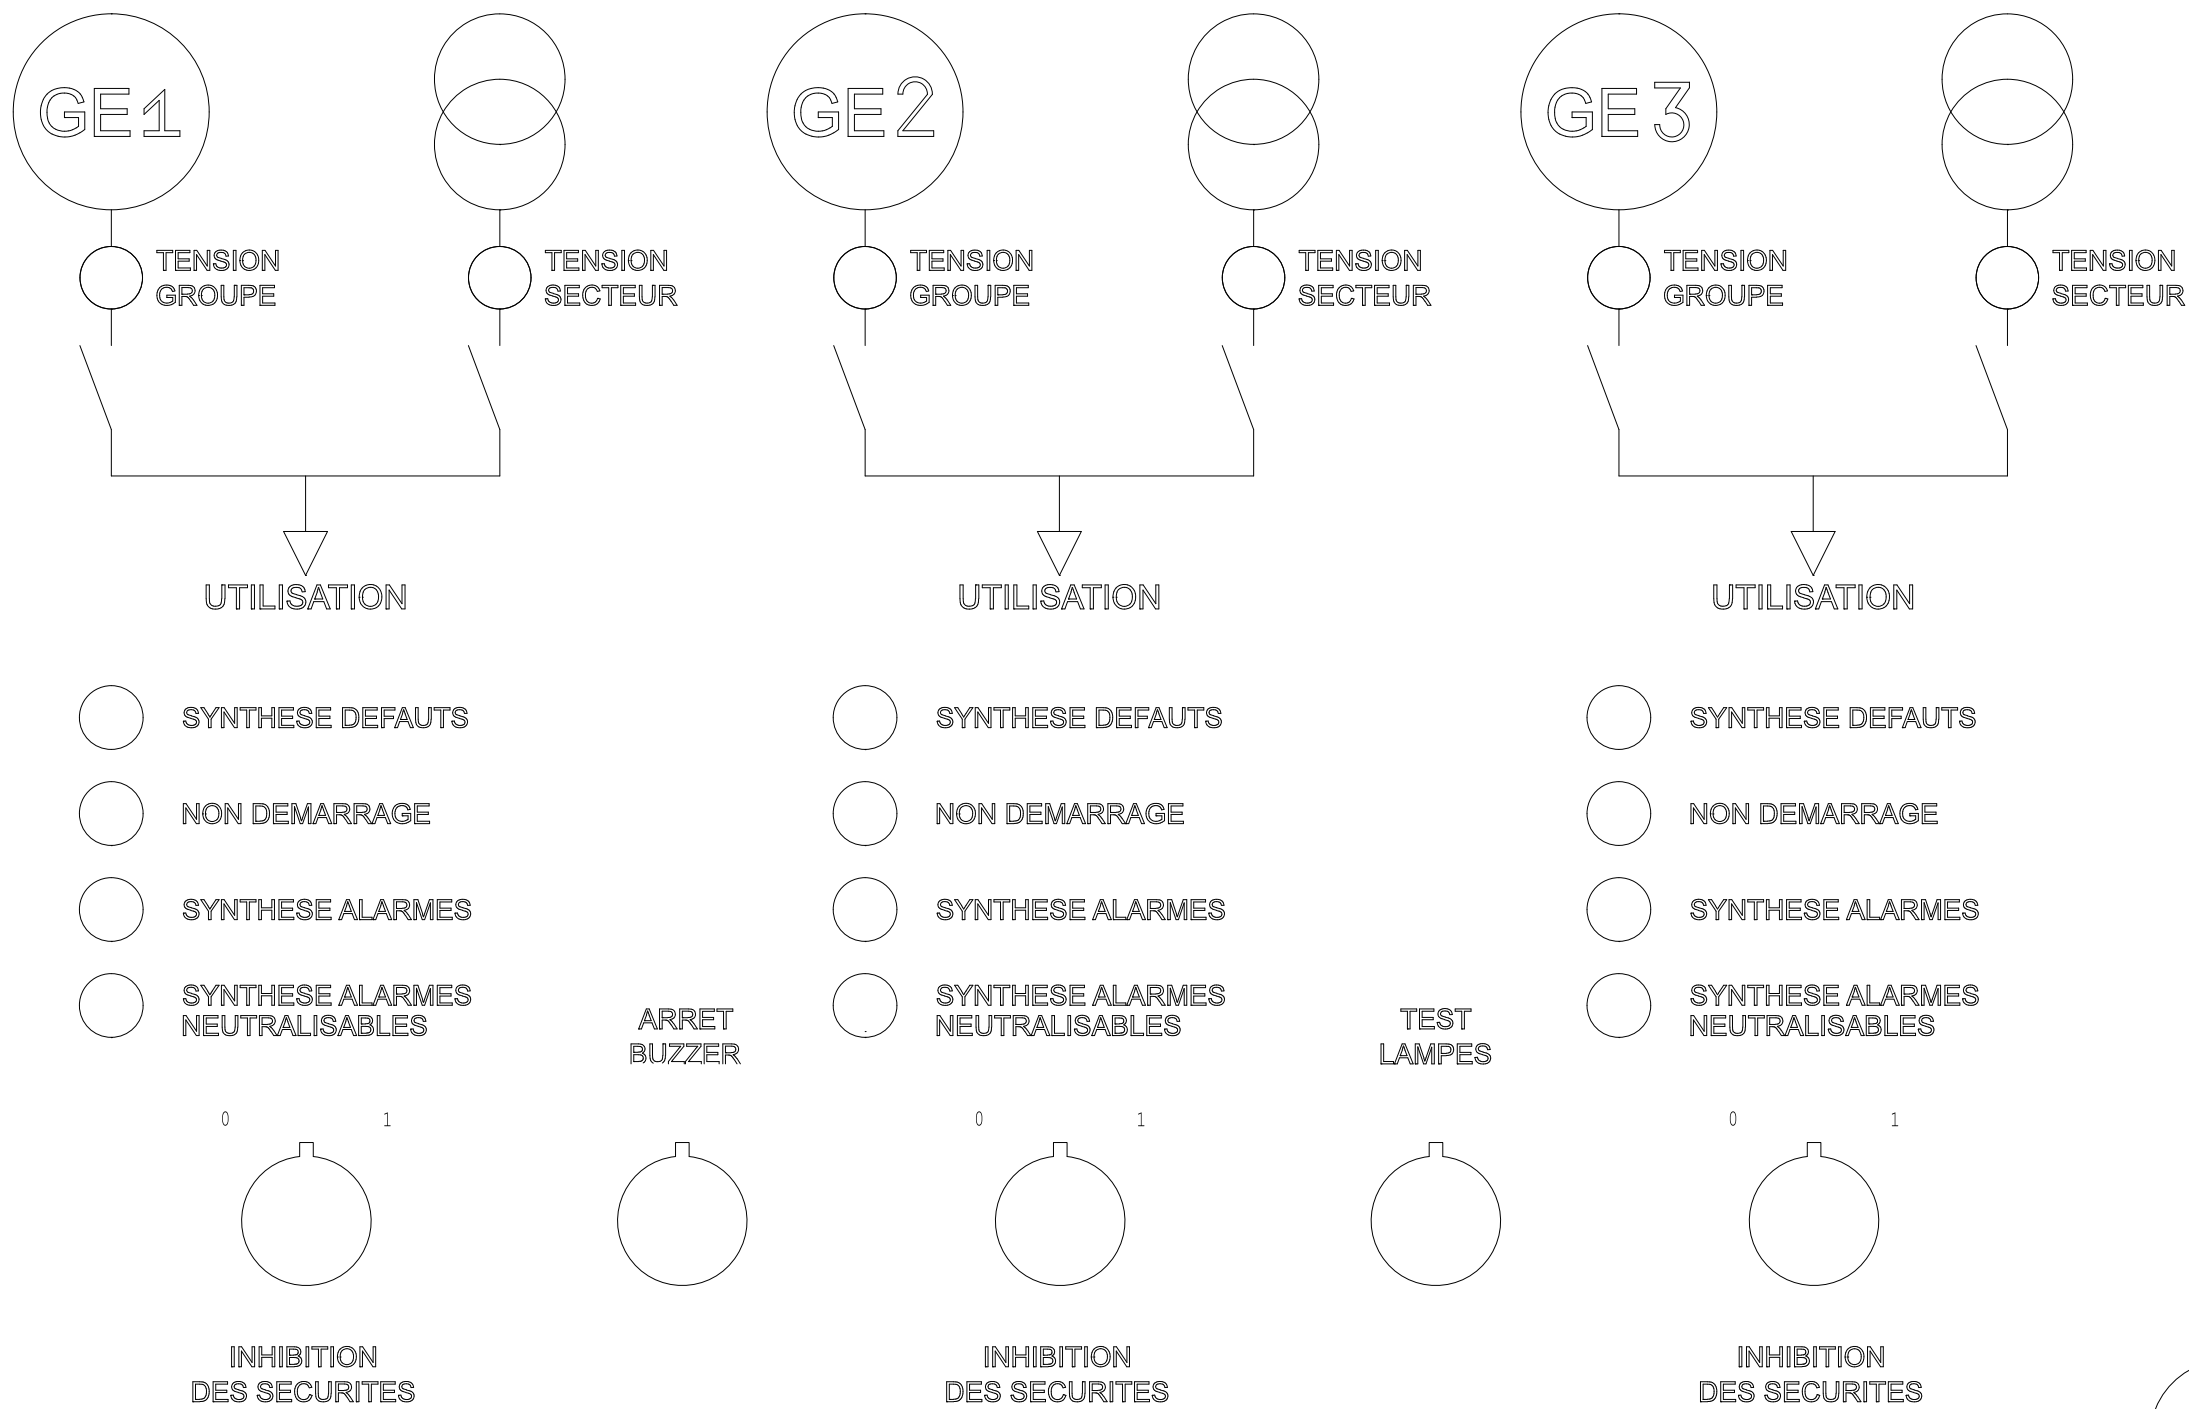 GE1
GE2
GE3
TENSION
GROUPE
TENSION
SECTEUR
TENSION
GROUPE
TENSION
SECTEUR
TENSION
GROUPE
TENSION
SECTEUR
UTILISATION
UTILISATION
UTILISATION
SYNTHESE DEFAUTS
SYNTHESE DEFAUTS
SYNTHESE DEFAUTS
NON DEMARRAGE
NON DEMARRAGE
NON DEMARRAGE
SYNTHESE ALARMES
SYNTHESE ALARMES
SYNTHESE ALARMES
SYNTHESE ALARMES
NEUTRALISABLES
ARRET
BUZZER
SYNTHESE ALARMES
NEUTRALISABLES
TEST
LAMPES
SYNTHESE ALARMES
NEUTRALISABLES
0 1
0 1
0 1
INHIBITION
DES SECURITES
INHIBITION
DES SECURITES
INHIBITION
DES SECURITES